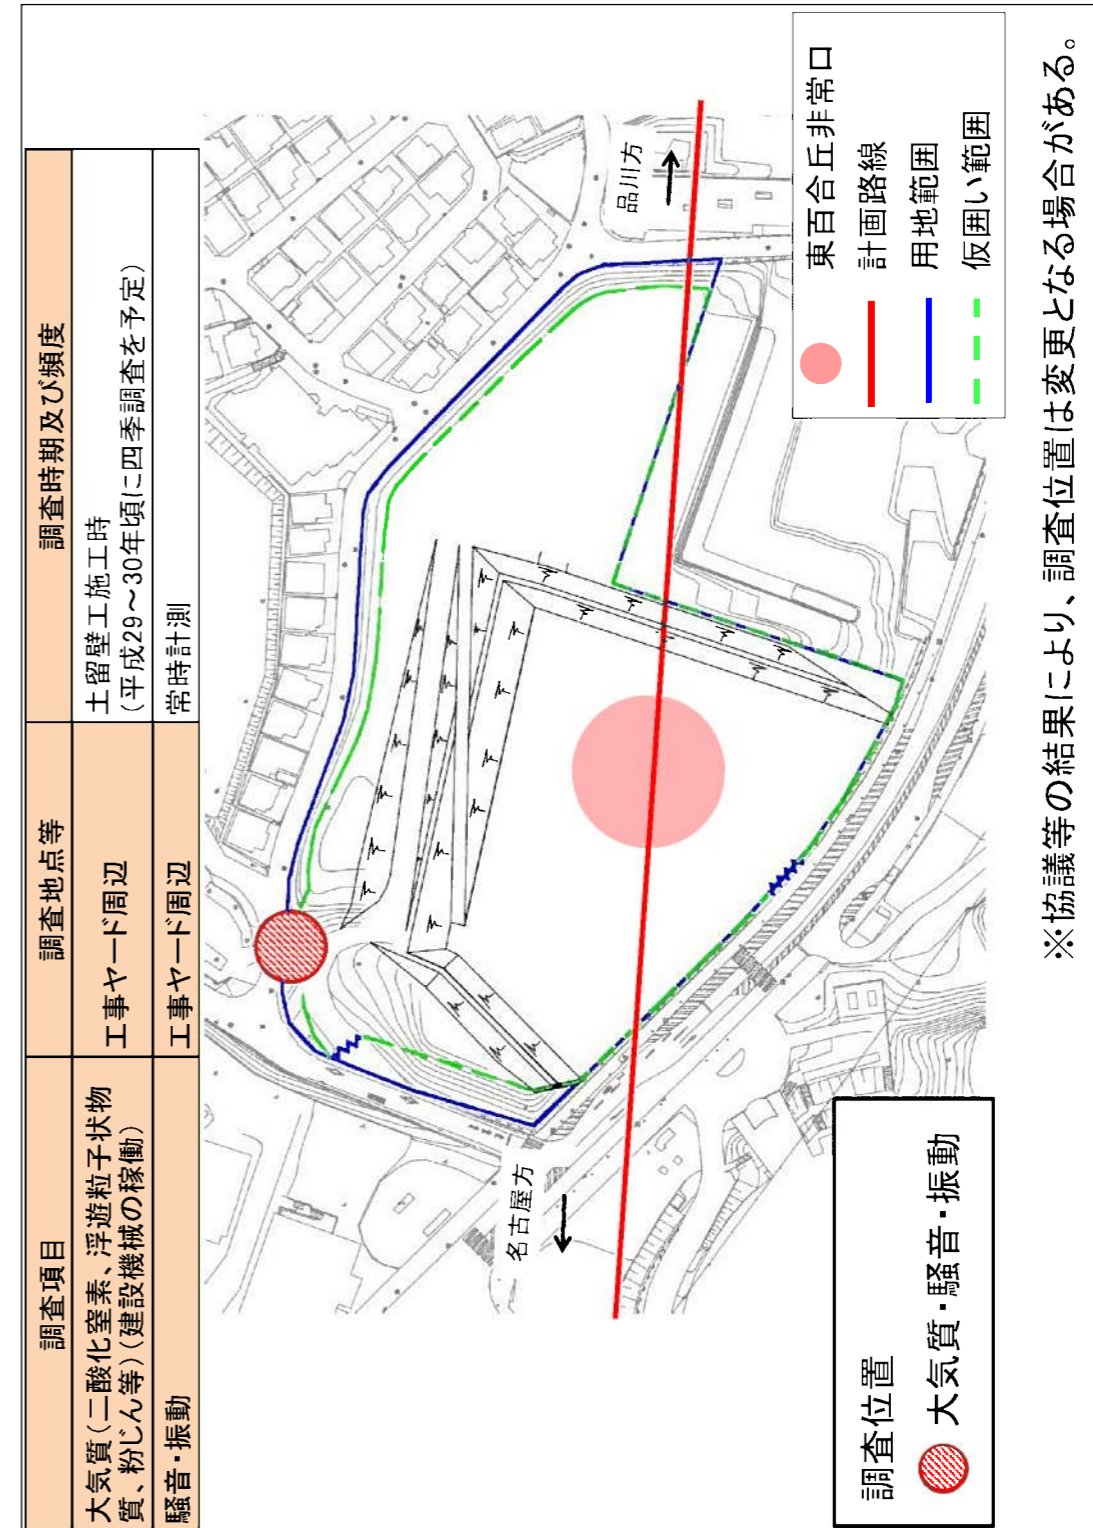 調査項目
調査地点等
調査時期及び頻度
大気質(二酸化窒素、浮遊粒子状物
質、粉じん等)(建設機械の稼働)
工事ヤード周辺
土留壁工施工時
(平成29~30年頃に四季調査を予定)
騒音・振動
工事ヤード周辺
常時計測
名古屋方
品川方
調査位置
大気質・騒音・振動
東百合丘非常口
計画路線
用地範囲
仮囲い範囲
※協議等の結果により、調査位置は変更となる場合がある。